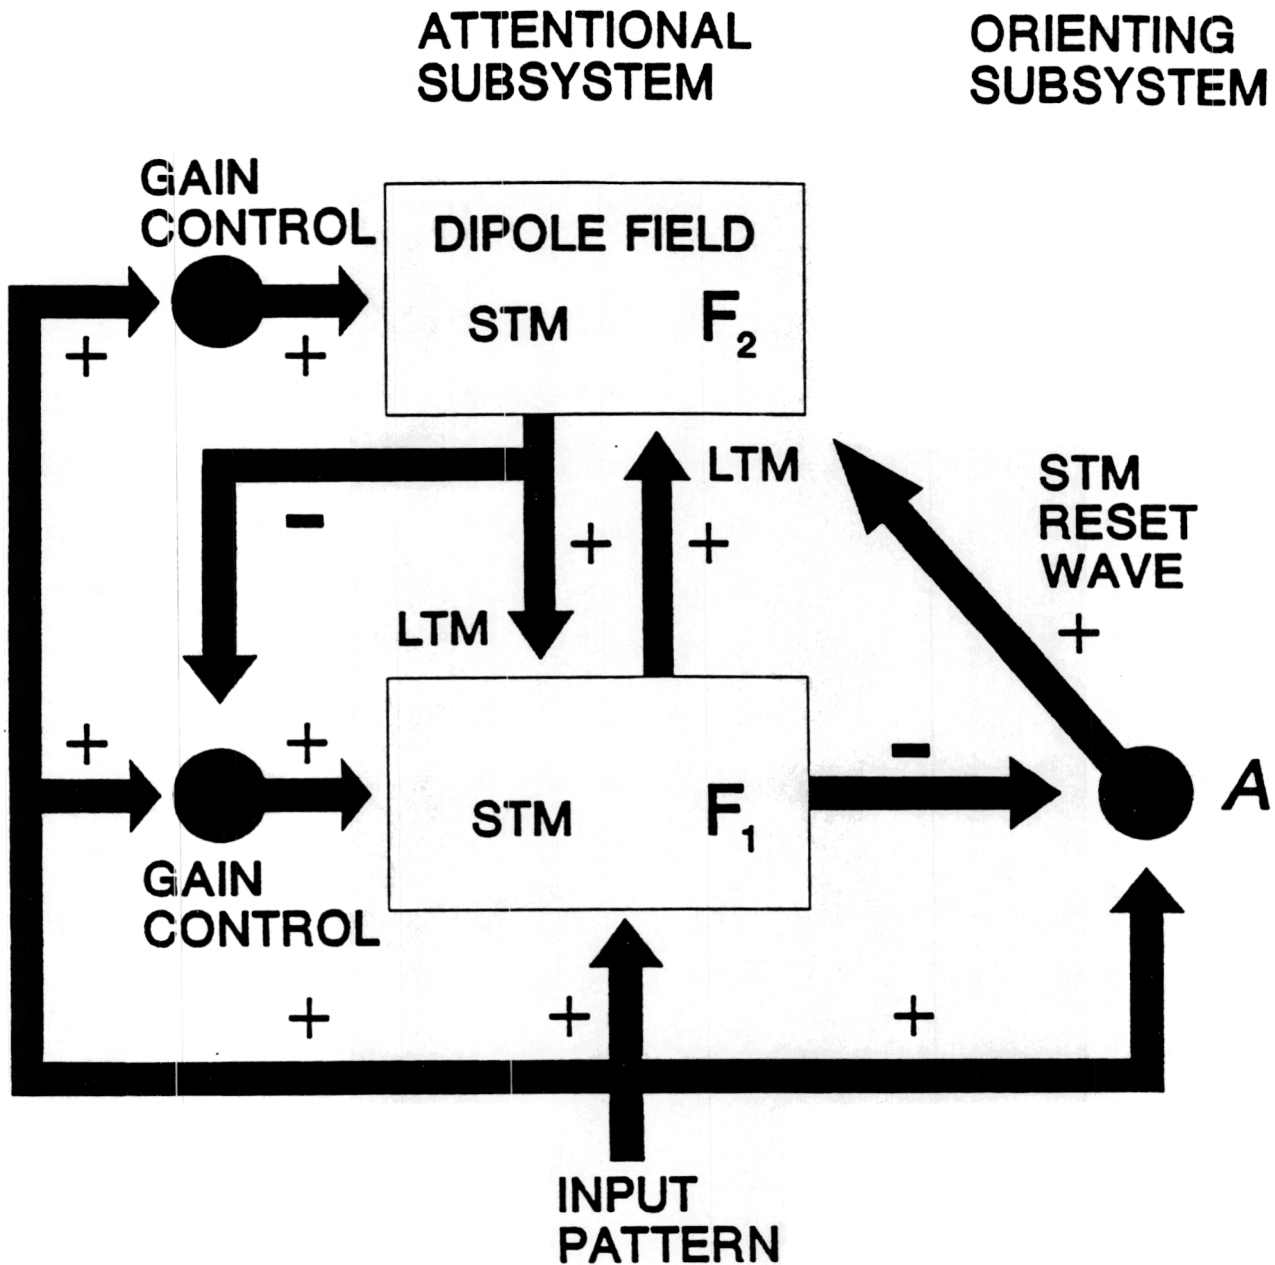 ATTENTIONAL
SUBSYSTEM
ORIENTING
SUBSYSTEM
GAIN
CONTROL
DIPOLE FIELD
STM F2
+ +
LTM
STM
RESET
WAVE
-
+ +
LTM
+
+ +
-
STM F1
A
GAIN
CONTROL
+ + +
INPUT
PATTERN